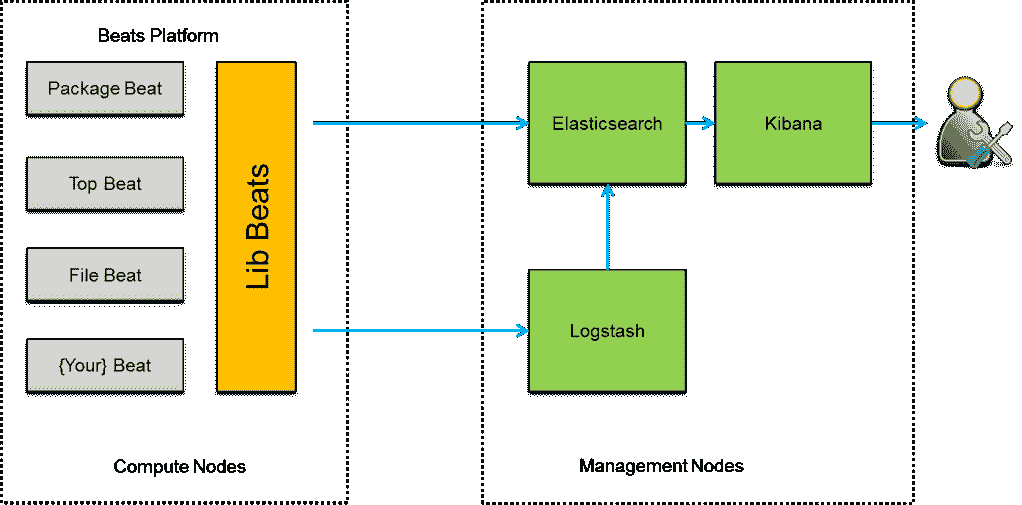 Beats Platform
Package Beat
Top Beat
File Beat
{Your} Beat
Lib Beats
Compute Nodes
Elasticsearch
Kibana
Logstash
Management Nodes